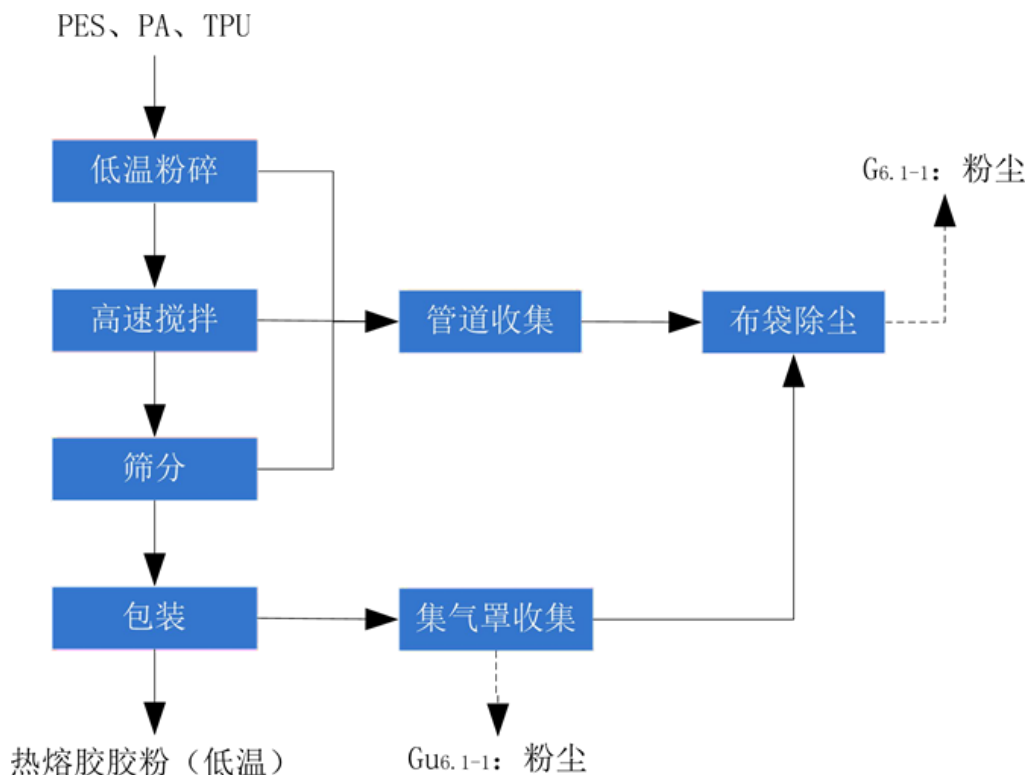 PES、PA、TPU
低温粉碎
G6.1-1：粉尘
高速搅拌
管道收集
布袋除尘
筛分
包装
集气罩收集
热熔胶胶粉（低温）
Gu6.1-1：粉尘